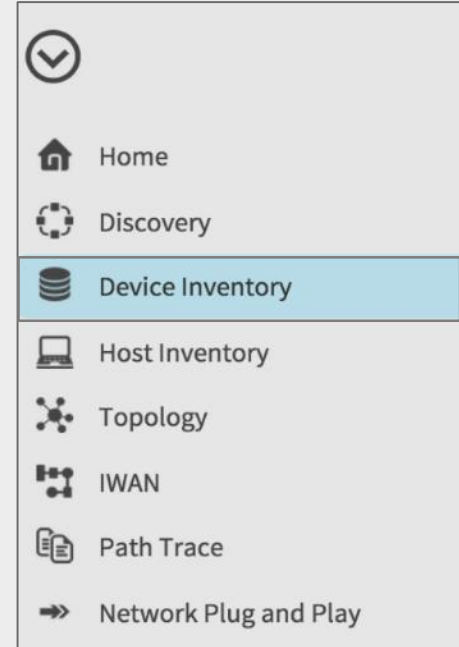 Home
Discovery
Device Inventory
Host Inventory
Topology
IWAN
Path Trace
Network Plug and Play